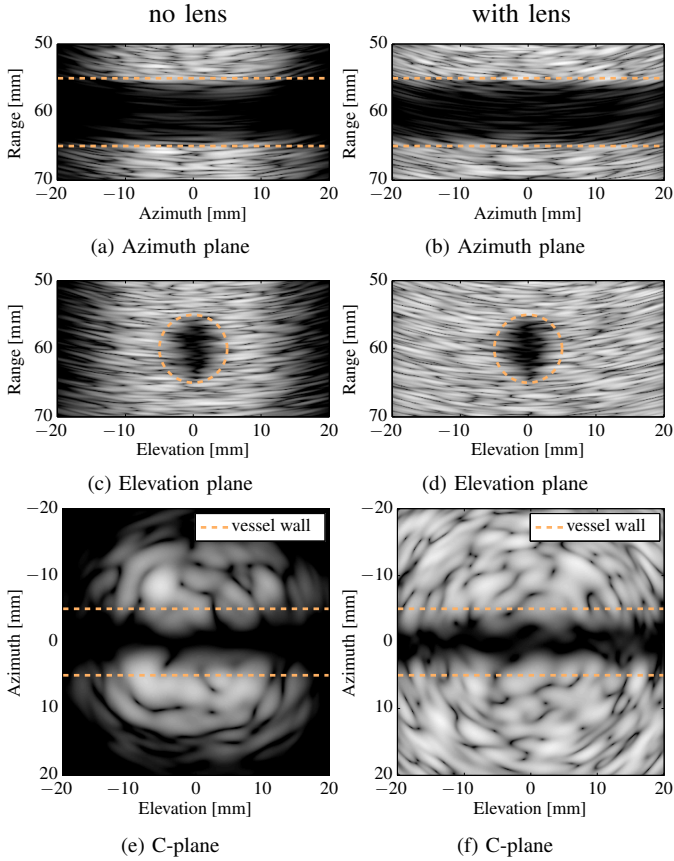 no lens
with lens
50
60
70
Range [mm]
−20 −10 0 10 20
Azimuth [mm]
(a) Azimuth plane
50
60
70
Range [mm]
−20 −10 0 10 20
Azimuth [mm]
(b) Azimuth plane
50
60
70
Range [mm]
−20 −10 0 10 20
Elevation [mm]
(c) Elevation plane
50
60
70
Range [mm]
−20 −10 0 10 20
Elevation [mm]
(d) Elevation plane
−20
−10
0
10
20
Azimuth [mm]
vessel wall
−20 −10 0 10 20
Elevation [mm]
(e) C-plane
−20
−10
0
10
20
Azimuth [mm]
vessel wall
−20 −10 0 10 20
Elevation [mm]
(f) C-plane